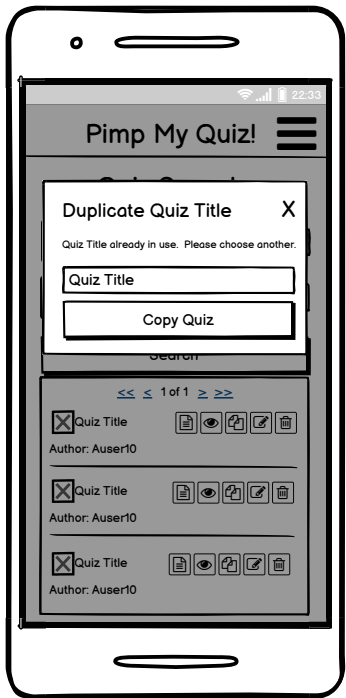 22:33
Pimp My Quiz!
Duplicate Quiz Title X
Quiz Title already in use. Please choose another.
Quiz Title
Copy Quiz
Search
<< < 1 of 1 > >>
Quiz Title
Author: Auser10
Quiz Title
Author: Auser10
Quiz Title
Author: Auser10